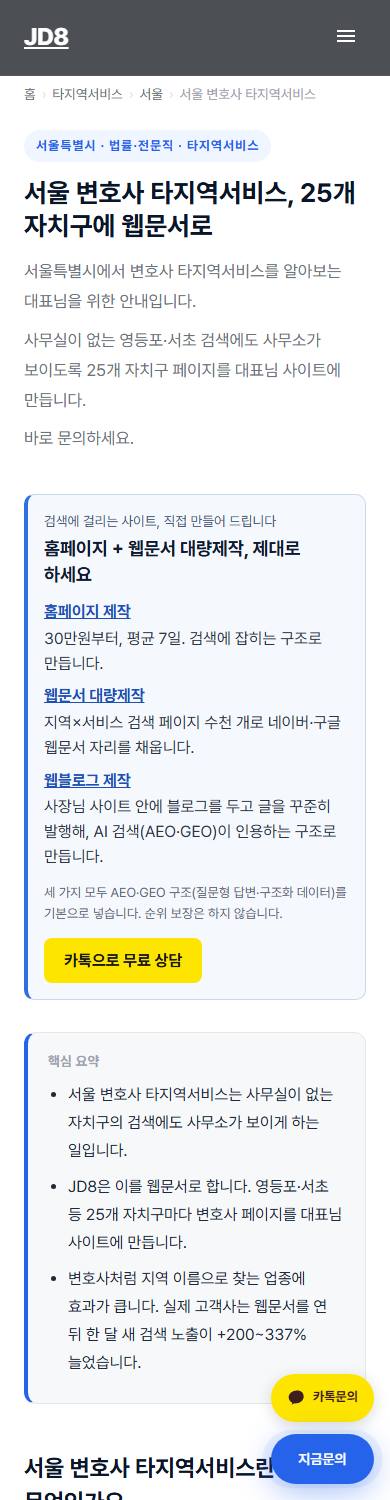 JD8
홈 › 타지역서비스 › 서울 › 서울 변호사 타지역서비스
서울특별시 · 법률·전문직 · 타지역서비스
서울 변호사 타지역서비스, 25개
자치구에 웹문서로
서울특별시에서 변호사 타지역서비스를 알아보는
대표님을 위한 안내입니다.
사무실이 없는 영등포·서초 검색에도 사무소가
보이도록 25개 자치구 페이지를 대표님 사이트에
만듭니다.
바로 문의하세요.
검색에 걸리는 사이트, 직접 만들어 드립니다
홈페이지 + 웹문서 대량제작, 제대로
하세요
홈페이지 제작
30만원부터, 평균 7일. 검색에 잡히는 구조로
만듭니다.
웹문서 대량제작
지역×서비스 검색 페이지 수천 개로 네이버·구글
웹문서 자리를 채웁니다.
웹블로그 제작
사장님 사이트 안에 블로그를 두고 글을 꾸준히
발행해, AI 검색(AEO·GEO)이 인용하는 구조로
만듭니다.
세 가지 모두 AEO·GEO 구조(질문형 답변·구조화 데이터)를
기본으로 넣습니다. 순위 보장은 하지 않습니다.
카톡으로 무료 상담
핵심 요약
• 서울 변호사 타지역서비스는 사무실이 없는
자치구의 검색에도 사무소가 보이게 하는
일입니다.
• JD8은 이를 웹문서로 합니다. 영등포·서초
등 25개 자치구마다 변호사 페이지를 대표님
사이트에 만듭니다.
• 변호사처럼 지역 이름으로 찾는 업종에
효과가 큽니다. 실제 고객사는 웹문서를 연
뒤 한 달 새 검색 노출이 +200~337%
늘었습니다.
카톡문의
지금문의
서울 변호사 타지역서비스란
무엇인가요